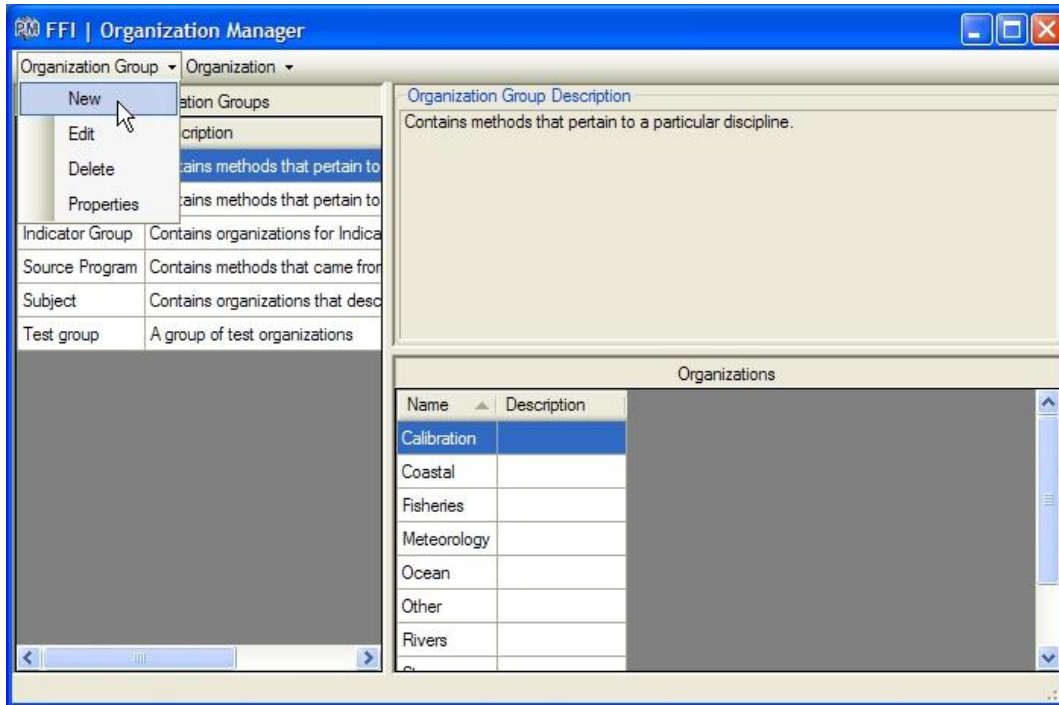 FFI | Organization Manager
Organization Group Organization
New
Edit
Delete
Properties
ation Groups
cription
tains methods that pertain to
tains methods that pertain to
Indicator Group Contains organizations for Indica
Source Program Contains methods that came fror
Subject Contains organizations that desc
Test group A group of test organizations
Organization Group Description
Contains methods that pertain to a particular discipline.
Organizations
Name Description
Calibration
Coastal
Fisheries
Meteorology
Ocean
Other
Rivers